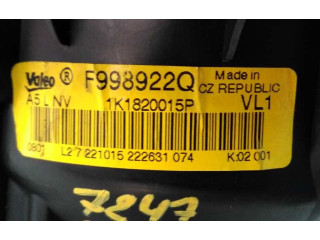 Valeo ® F998922Q Made in
CZ REPUBLIC
A5 L NV 1K1820015P VL1
0801 L2 7 221015 222631 074 K:02 001
7247